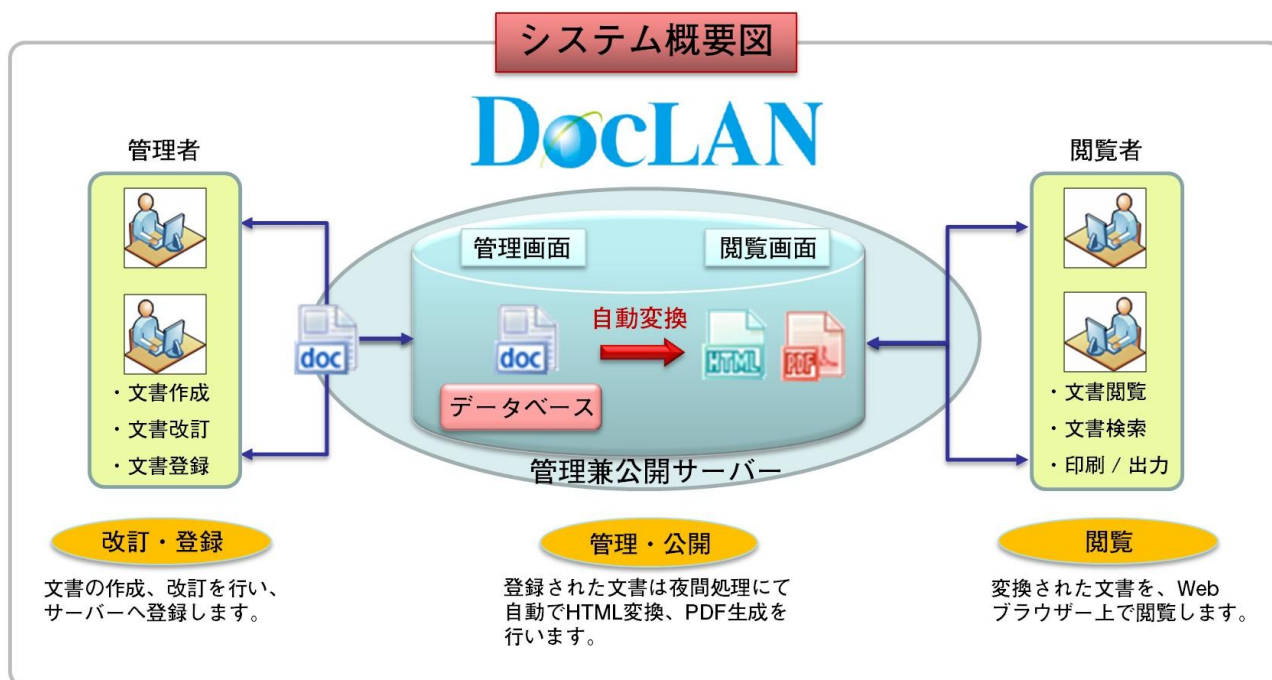 システム概要図
DOCLAN
管理者
・文書作成
・文書改訂
・文書登録
doc
管理画面
閲覧画面
doc
自動変換
HTML
PDF
データベース
管理兼公開サーバー
閲覧者
・文書閲覧
・文書検索
・印刷 / 出力
改訂・登録
文書の作成、改訂を行い、
サーバーへ登録します。
管理・公開
登録された文書は夜間処理にて
自動でHTML変換、PDF生成を
行います。
閲覧
変換された文書を、Web
ブラウザー上で閲覧します。